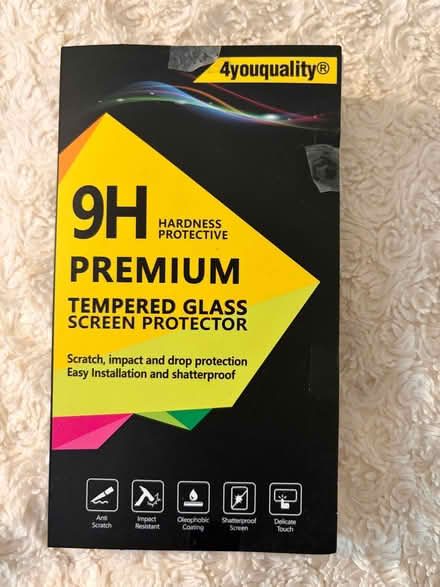 4youquality®
9H
HARDNESS
PROTECTIVE
PREMIUM
TEMPERED GLASS
SCREEN PROTECTOR
Scratch, impact and drop protection
Easy Installation and shatterproof
Anti
Scratch
Impact
Resistant
Oleophobic
Coating
Shatterproof
Screen
Delicate
Touch